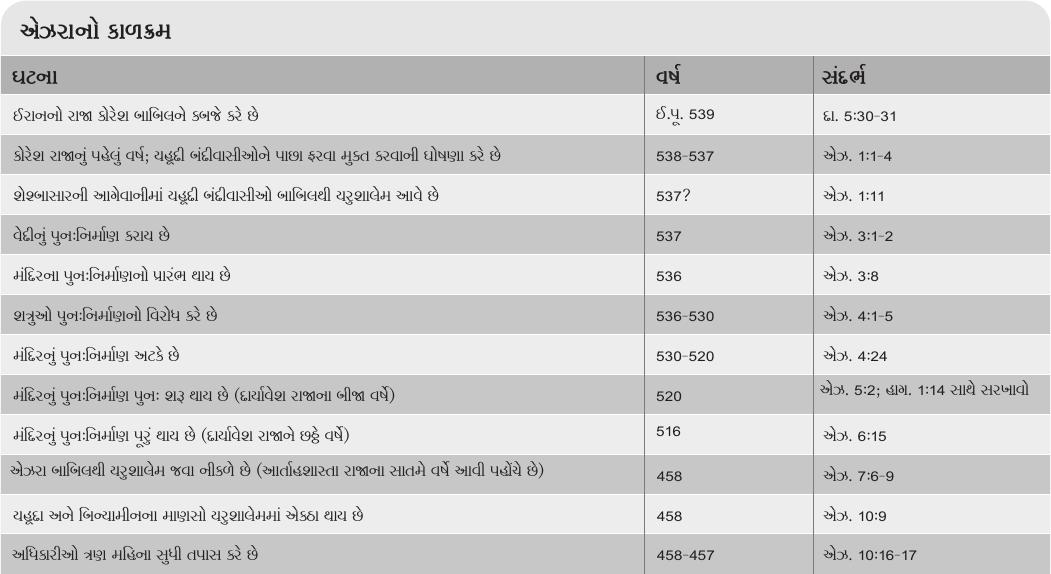 એઝરાનો કાળક્રમ
ઘટના વર્ષ સંદર્ભ
ઈરાનનો રાજા કોરેશ બાબિલને કબજે કરે છે ઈ.પૂ. 539 દા. 5:30-31
કોરેશ રાજાનું પહેલું વર્ષ; યહૂદી બંદીવાસીઓને પાછા ફરવા મુક્ત કરવાની ઘોષણા કરે છે 538-537 એઝ. 1:1-4
શેશ્બાસારની આગેવાનીમાં યહૂદી બંદીવાસીઓ બાબિલથી યરુશાલેમ આવે છે 537? એઝ. 1:11
વેદીનું પુનઃનિર્માણ કરાય છે 537 એઝ. 3:1-2
મંદિરના પુનઃનિર્માણનો પ્રારંભ થાય છે 536 એઝ. 3:8
શત્રુઓ પુનઃનિર્માણનો વિરોધ કરે છે 536-530 એઝ. 4:1-5
મંદિરનું પુનઃનિર્માણ અટકે છે 530-520 એઝ. 4:24
મંદિરનું પુનઃનિર્માણ પુનઃ શરૂ થાય છે (દાર્યાવેશ રાજાના બીજા વર્ષે) 520 એઝ. 5:2; હાગ. 1:14 સાથે સરખાવો
મંદિરનું પુનઃનિર્માણ પૂરું થાય છે (દાર્યાવેશ રાજાને છઠ્ઠે વર્ષે) 516 એઝ. 6:15
એઝરા બાબિલથી યરુશાલેમ જવા નીકળે છે (આર્તાહશાસ્તા રાજાના સાતમે વર્ષે આવી પહોંચે છે) 458 એઝ. 7:6-9
યહૂદા અને બિન્યામીનના માણસો યરુશાલેમમાં એકઠા થાય છે 458 એઝ. 10:9
અધિકારીઓ ત્રણ મહિના સુધી તપાસ કરે છે 458-457 એઝ. 10:16-17